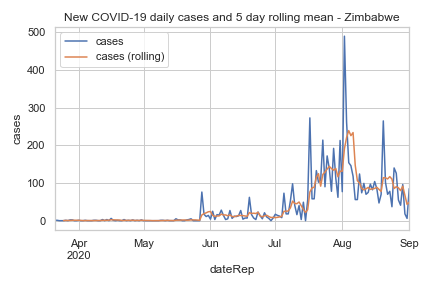 New COVID-19 daily cases and 5 day rolling mean - Zimbabwe
cases
cases (rolling)
500
400
300
200
100
0
cases
Apr
2020
May
Jun
Jul
Aug
Sep
dateRep